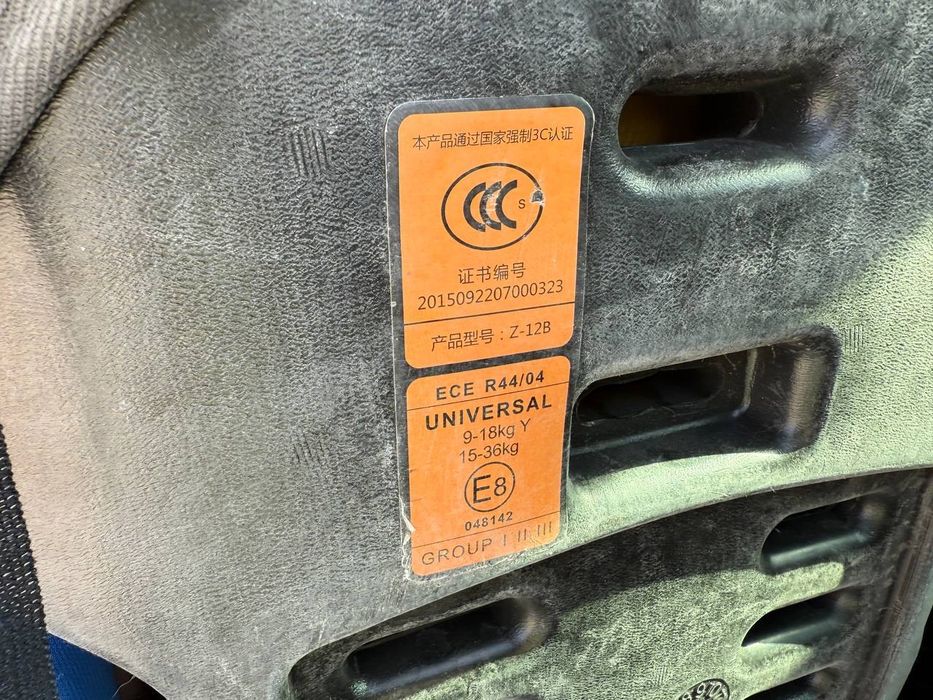 本产品通过国家强制3C认证
CCC S
证书编号
2015092207000323
产品型号：Z-12B
ECE R44/04
UNIVERSAL
9-18kg Y
15-36kg
E8
048142
GROUP I II III